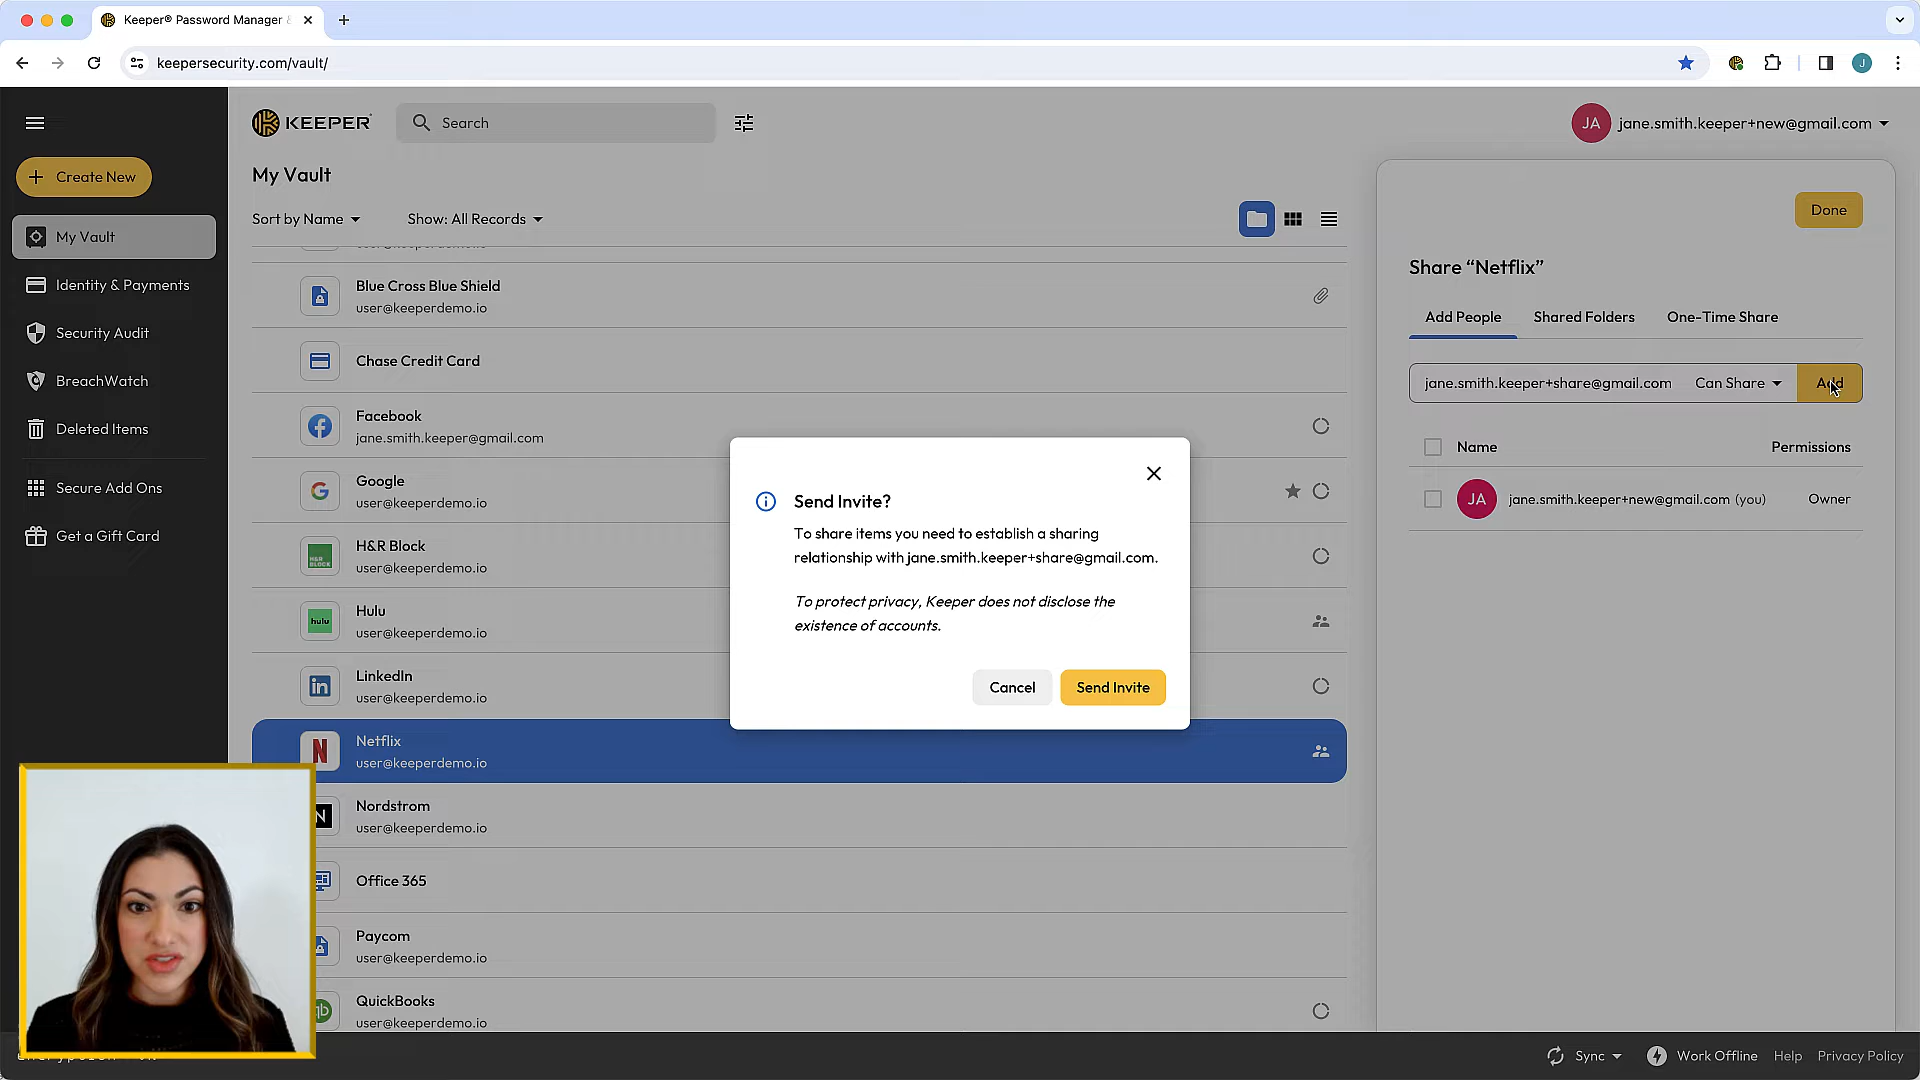 Keeper® Password Manager
keepersecurity.com/vault/
J
KEEPER
Search
JA
jane.smith.keeper+new@gmail.com
Create New
My Vault
Identity & Payments
Security Audit
BreachWatch
Deleted Items
Secure Add Ons
Get a Gift Card
My Vault
Sort by Name
Show: All Records
user@keeperdemo.io
Blue Cross Blue Shield
user@keeperdemo.io
Chase Credit Card
Facebook
jane.smith.keeper@gmail.com
Google
user@keeperdemo.io
H&R BLOCK
H&R Block
user@keeperdemo.io
hulu
Hulu
user@keeperdemo.io
in
LinkedIn
user@keeperdemo.io
N
Netflix
user@keeperdemo.io
N
Nordstrom
user@keeperdemo.io
Office 365
Paycom
user@keeperdemo.io
qb
QuickBooks
user@keeperdemo.io
Send Invite?
To share items you need to establish a sharing
relationship with jane.smith.keeper+share@gmail.com.
To protect privacy, Keeper does not disclose the
existence of accounts.
Cancel
Send Invite
Done
Share “Netflix”
Add People
Shared Folders
One-Time Share
jane.smith.keeper+share@gmail.com
Can Share
Add
Name
Permissions
JA
jane.smith.keeper+new@gmail.com (you)
Owner
Sync
Work Offline
Help
Privacy Policy